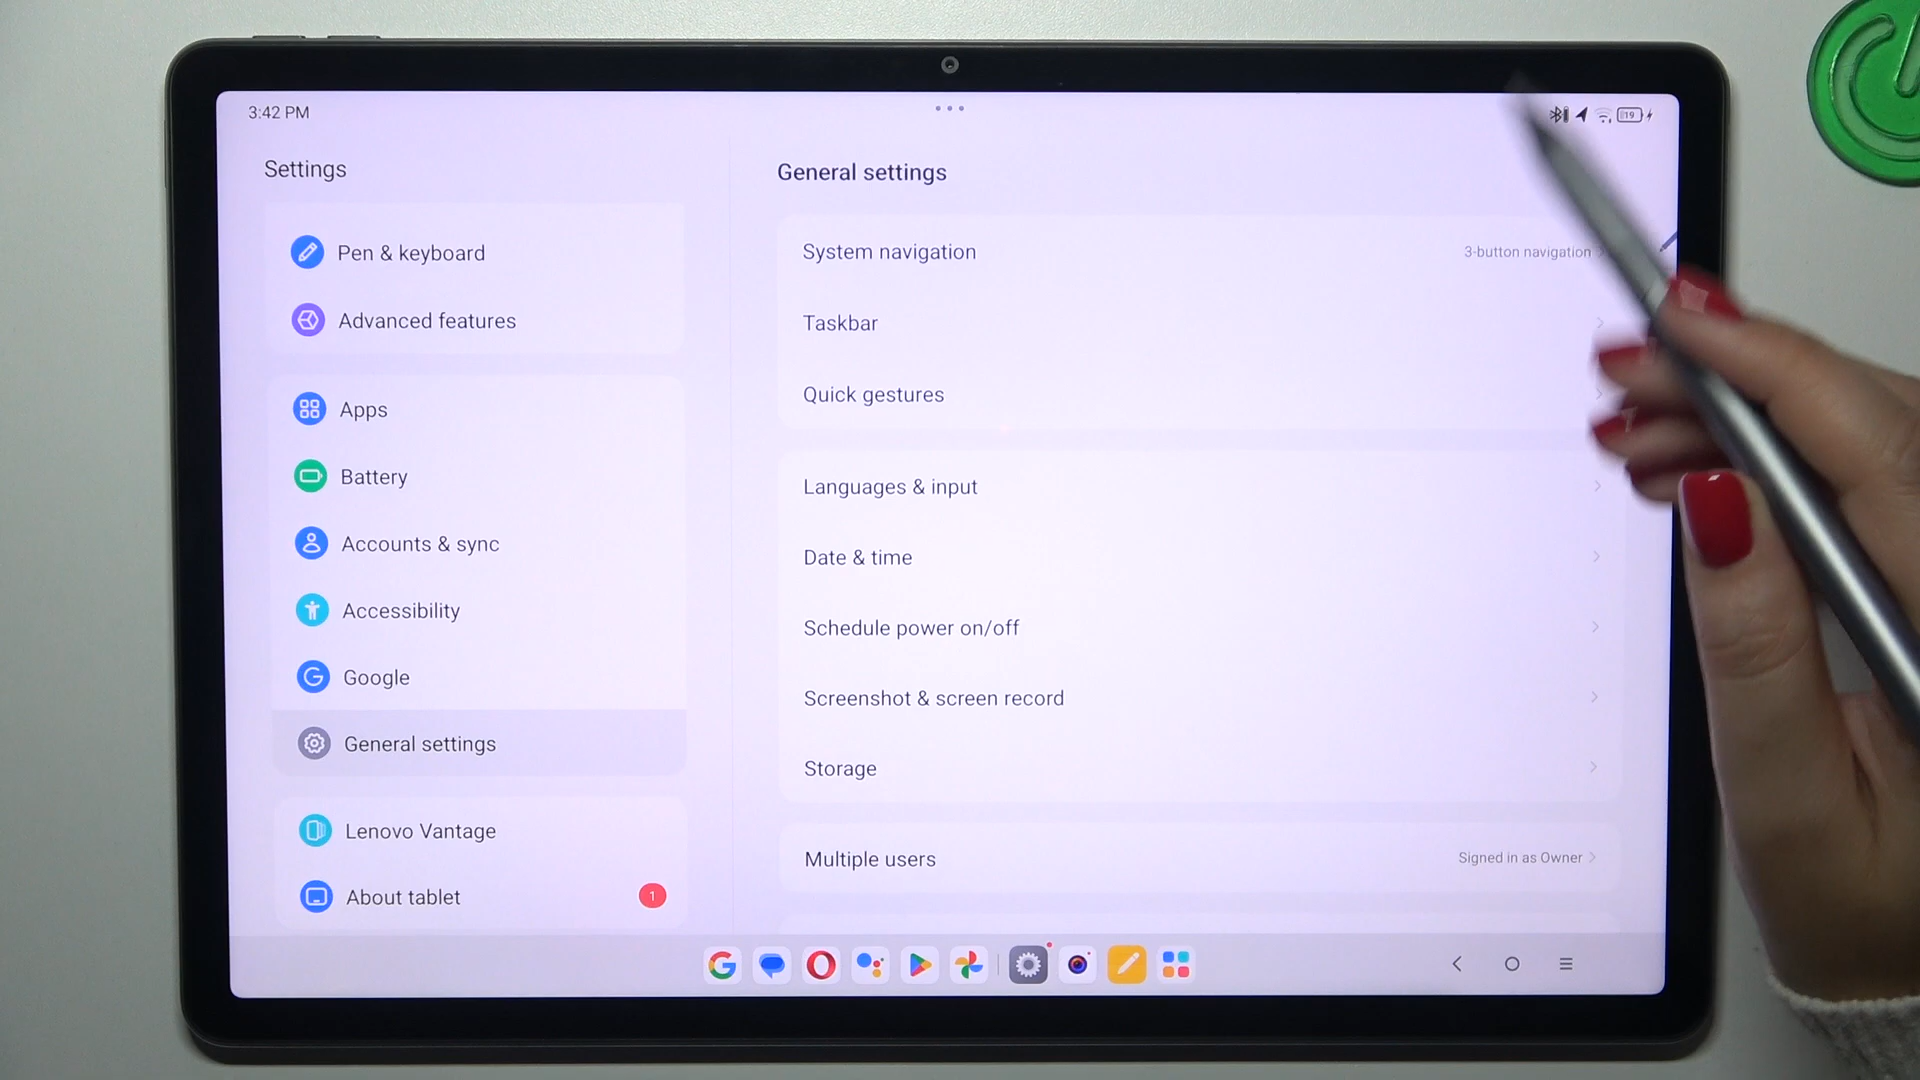 3:42 PM
19
Settings
Pen & keyboard
Advanced features
Apps
Battery
Accounts & sync
Accessibility
Google
General settings
Lenovo Vantage
About tablet
1
General settings
System navigation
3-button navigation
Taskbar
Quick gestures
Languages & input
Date & time
Schedule power on/off
Screenshot & screen record
Storage
Multiple users
Signed in as Owner